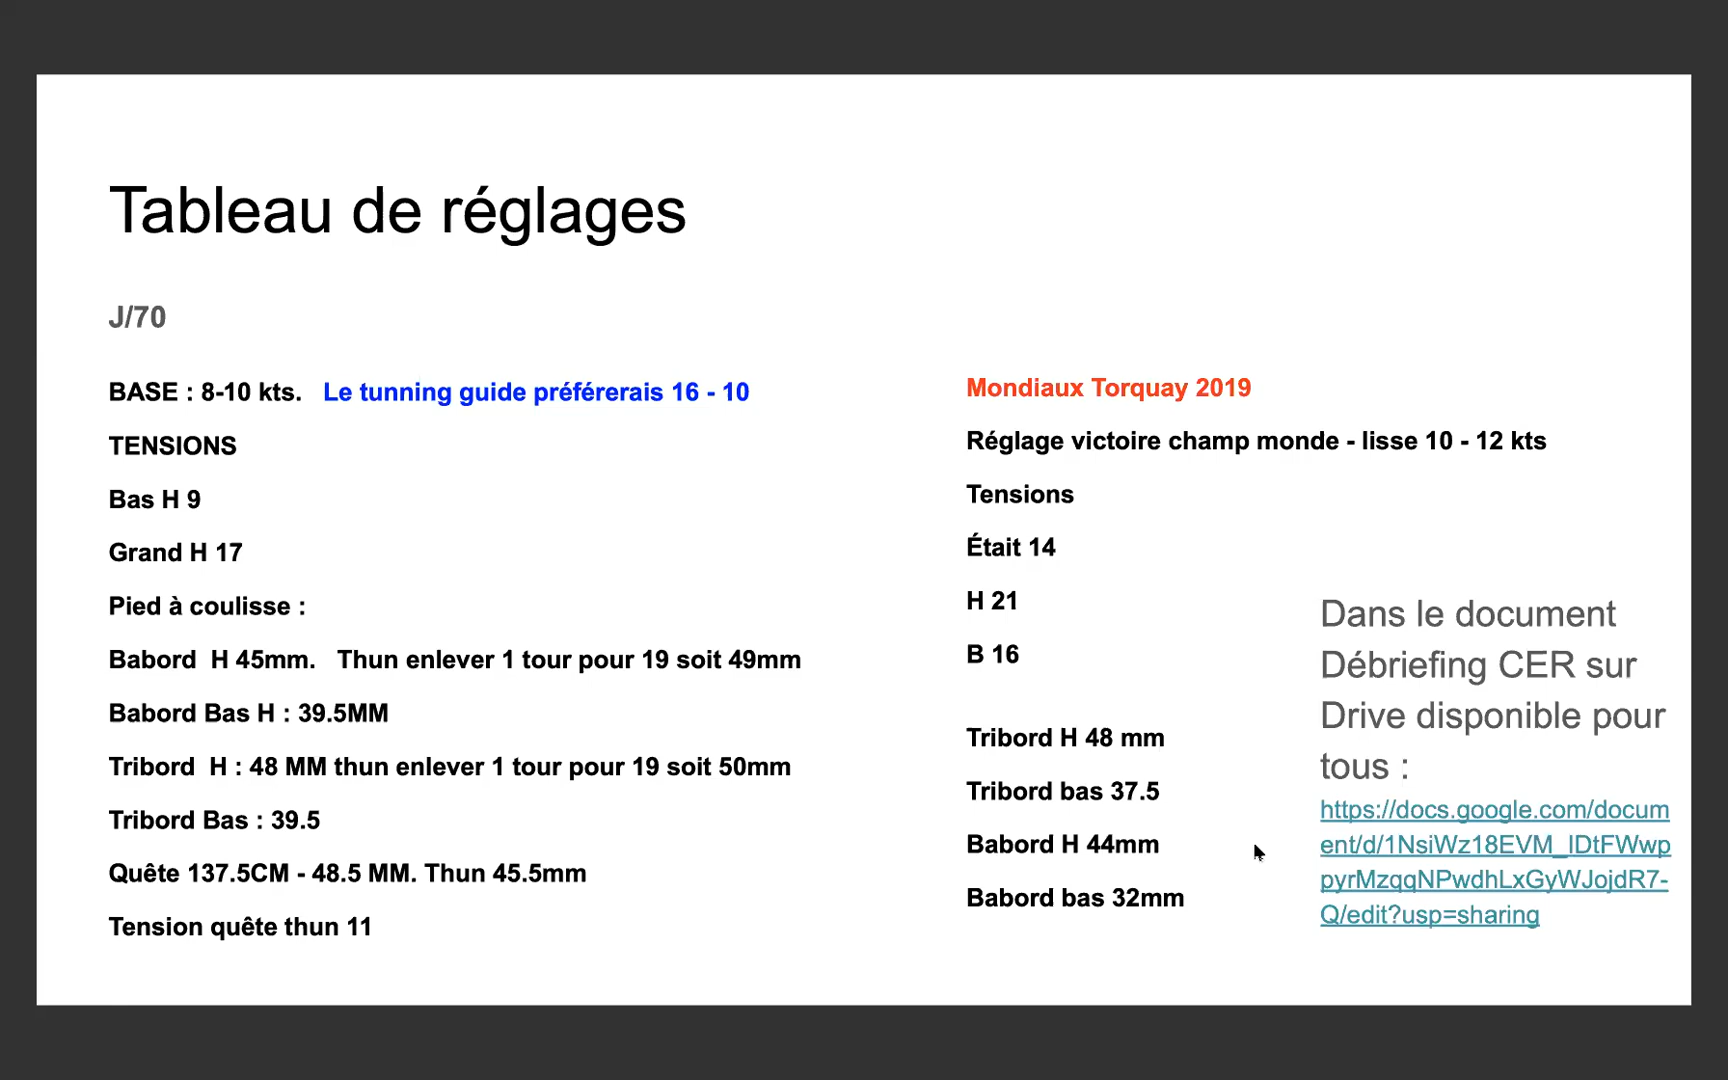 Tableau de réglages
J/70
BASE : 8-10 kts. Le tunning guide préférerais 16 - 10
TENSIONS
Bas H 9
Grand H 17
Pied à coulisse :
Babord H 45mm. Thun enlever 1 tour pour 19 soit 49mm
Babord Bas H : 39.5MM
Tribord H : 48 MM thun enlever 1 tour pour 19 soit 50mm
Tribord Bas : 39.5
Quête 137.5CM - 48.5 MM. Thun 45.5mm
Tension quête thun 11
Mondiaux Torquay 2019
Réglage victoire champ monde - lisse 10 - 12 kts
Tensions
Était 14
H 21
B 16
Tribord H 48 mm
Tribord bas 37.5
Babord H 44mm
Babord bas 32mm
Dans le document
Débriefing CER sur
Drive disponible pour
tous :
https://docs.google.com/docum
ent/d/1NsiWz18EVM_IDtFWwp
pyrMzqqNPwdhLxGyWJojdR7-
Q/edit?usp=sharing